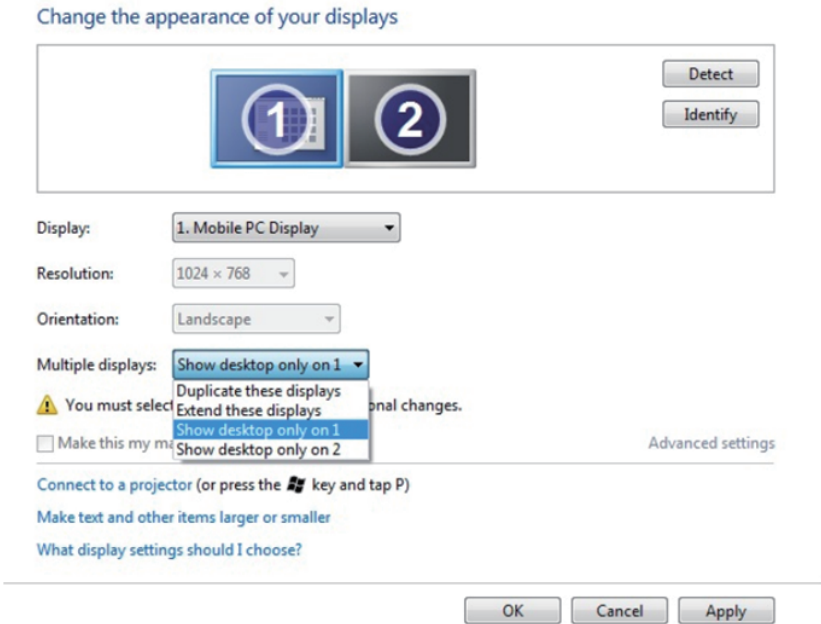 Change the appearance of your displays
1 2
Detect
Identify
Display: 1. Mobile PC Display
Resolution: 1024 × 768
Orientation: Landscape
Multiple displays: Show desktop only on 1
Duplicate these displays
Extend these displays
Show desktop only on 1
Show desktop only on 2
You must select onal changes.
Make this my Advanced settings
Connect to a projector (or press the key and tap P)
Make text and other items larger or smaller
What display settings should I choose?
OK Cancel Apply